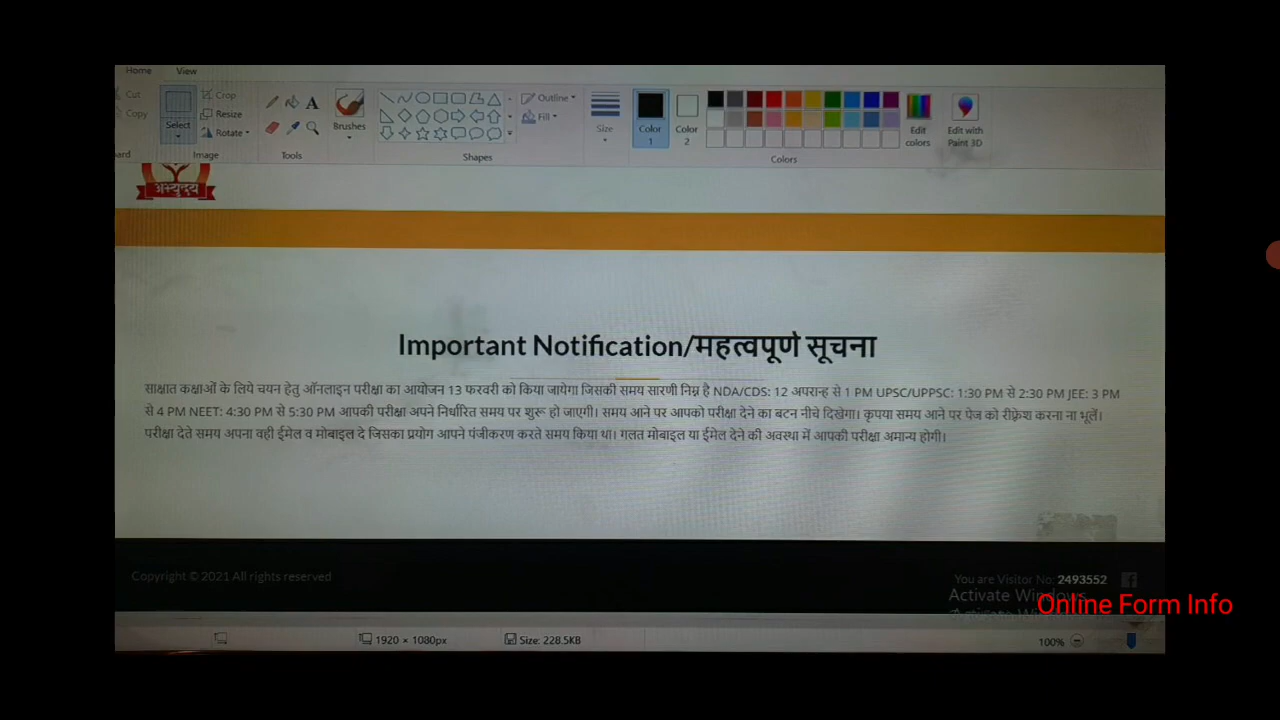 Home View
Cut
Copy
Select
Crop
Resize
Rotate
Image
Tools
Brushes
Shapes
Outline
Fill
Size
Color 1
Color 2
Colors
Edit colors
Edit with Paint 3D
अभ्युदय
Important Notification/महत्वपूर्ण सूचना
साक्षात कक्षाओं के लिये चयन हेतु ऑनलाइन परीक्षा का आयोजन 13 फरवरी को किया जायेगा जिसकी समय सारणी निम्न है NDA/CDS: 12 अपरान्ह से 1 PM UPSC/UPPSC: 1:30 PM से 2:30 PM JEE: 3 PM
से 4 PM NEET: 4:30 PM से 5:30 PM आपकी परीक्षा अपने निर्धारित समय पर शुरू हो जाएगी। समय आने पर आपको परीक्षा देने का बटन नीचे दिखेगा। कृपया समय आने पर पेज को रीफ़्रेश करना ना भूलें।
परीक्षा देते समय अपना वही ईमेल व मोबाइल दे जिसका प्रयोग आपने पंजीकरण करते समय किया था। गलत मोबाइल या ईमेल देने की अवस्था में आपकी परीक्षा अमान्य होगी।
Copyright © 2021 All rights reserved
You are Visitor No. 2493552
Activate Windows
Online Form Info
1920 × 1080px
Size: 228.5KB
100%